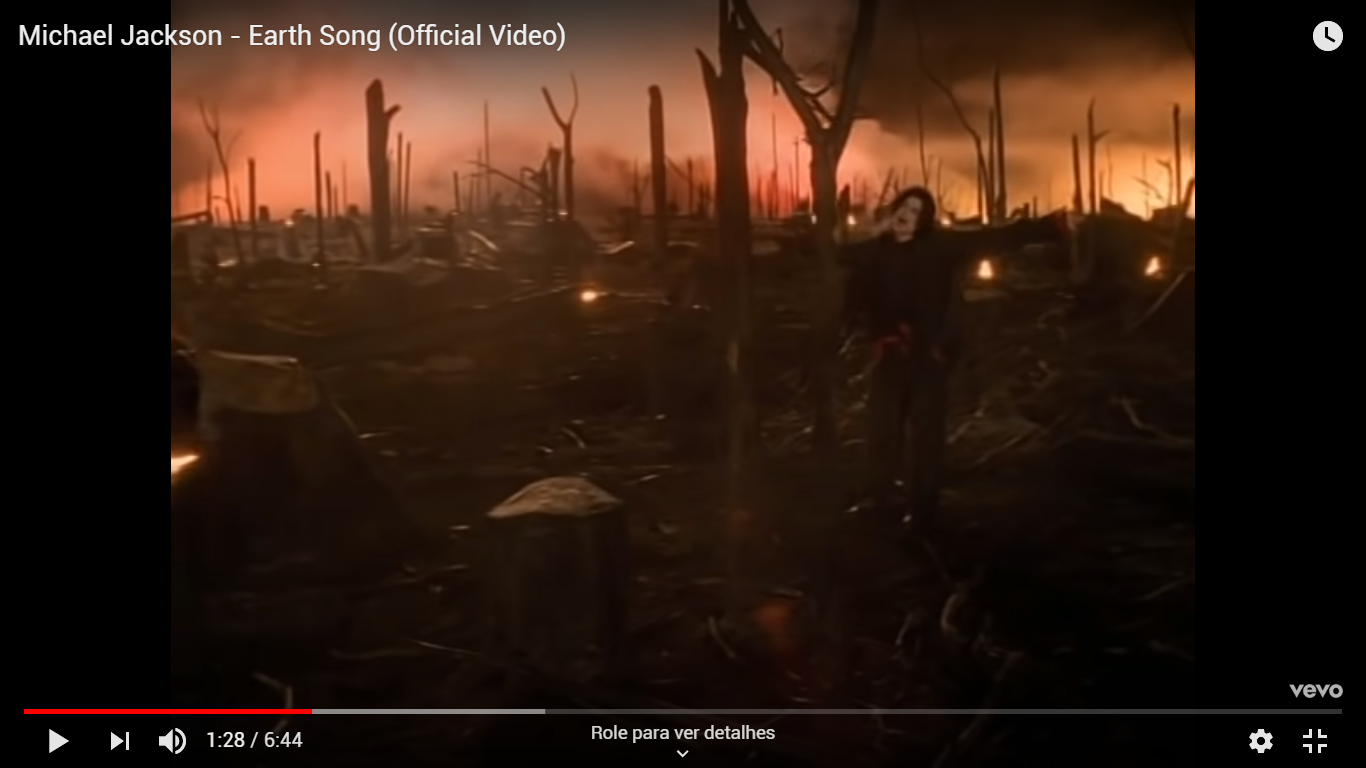 Michael Jackson - Earth Song (Official Video)
vevo
1:28 / 6:44
Role para ver detalhes